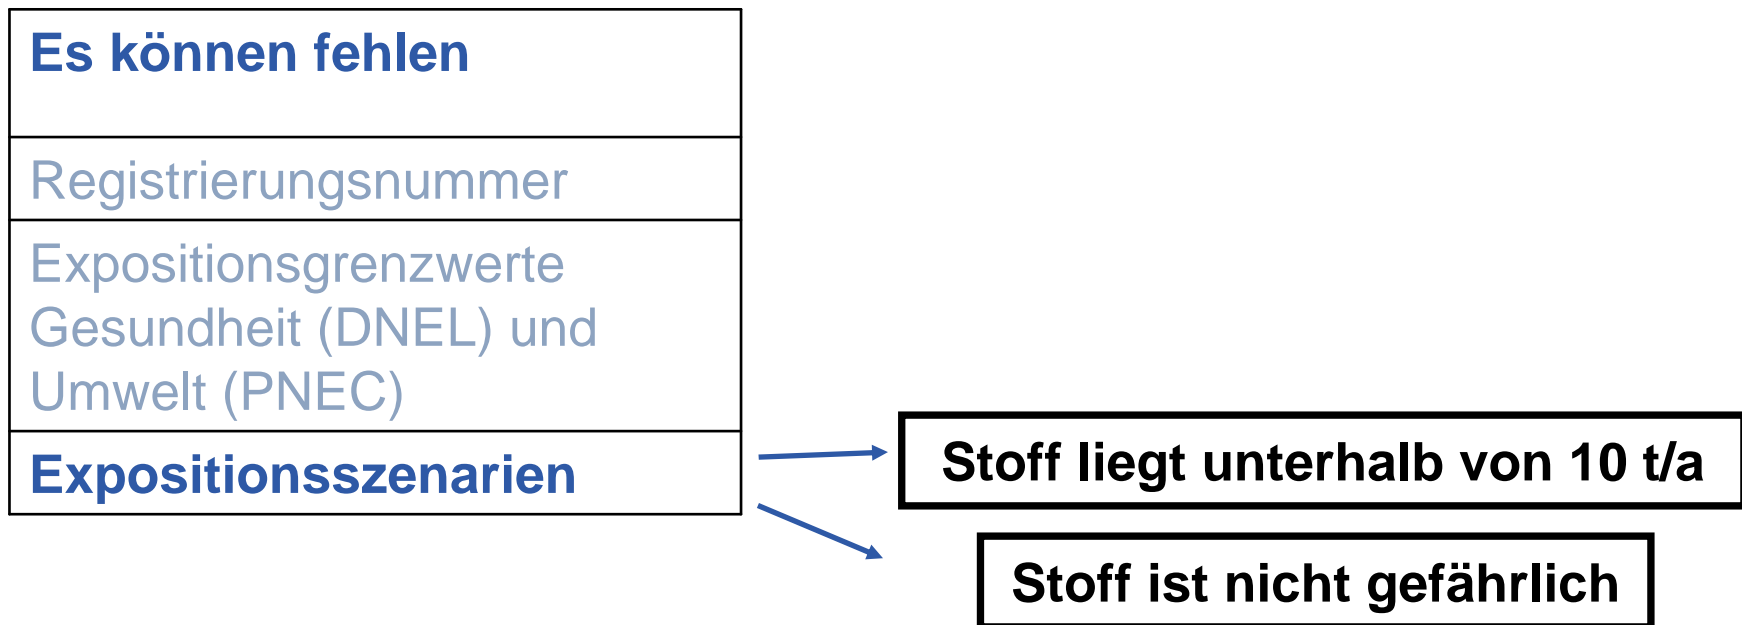 Es können fehlen
Registrierungsnummer
Expositionsgrenzwerte
Gesundheit (DNEL) und
Umwelt (PNEC)
Expositionsszenarien
Stoff liegt unterhalb von 10 t/a
Stoff ist nicht gefährlich